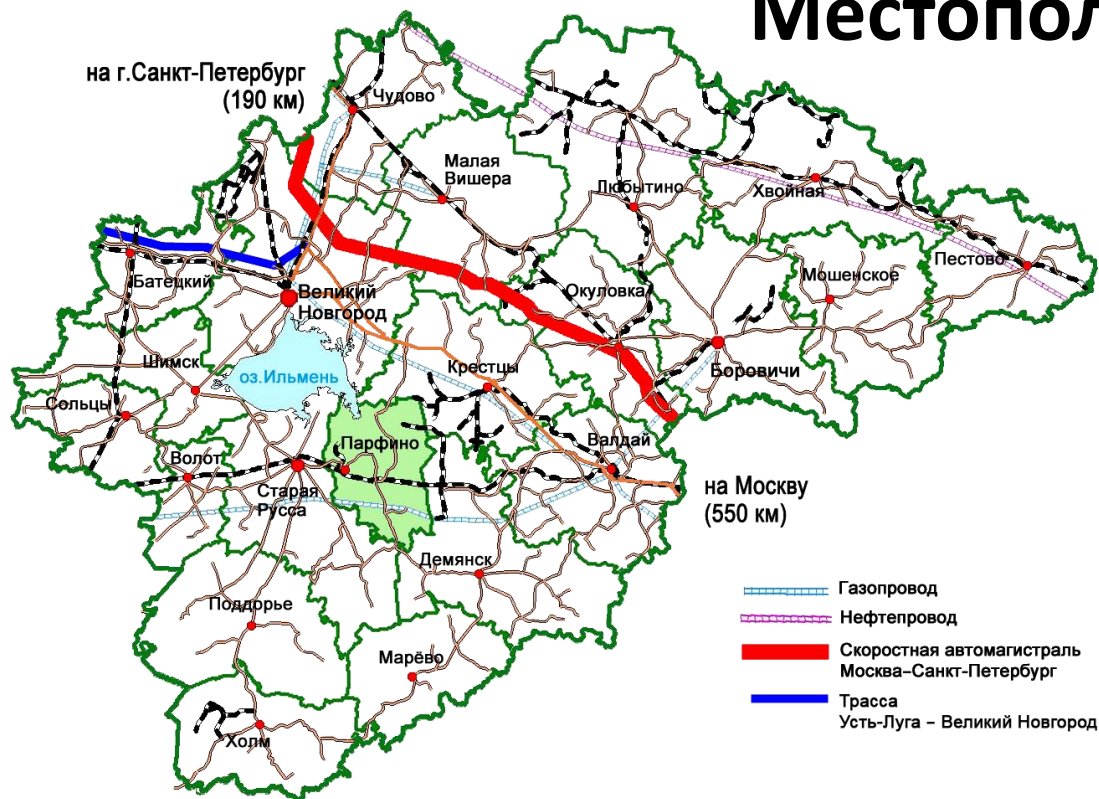 Местопол
на г.Санкт-Петербург
(190 км)
Чудово
Малая
Вишера
Любытино
Хвойная
Пестово
Мошенское
Батецкий
Великий
Новгород
Окуловка
Боровичи
Шимск
оз.Ильмень
Крестцы
Сольцы
Волот
Парфино
Валдай
Старая
Русса
на Москву
(550 км)
Демянск
Поддорье
Марёво
Холм
Газопровод
Нефтепровод
Скоростная автомагистраль
Москва–Санкт-Петербург
Трасса
Усть-Луга – Великий Новгород